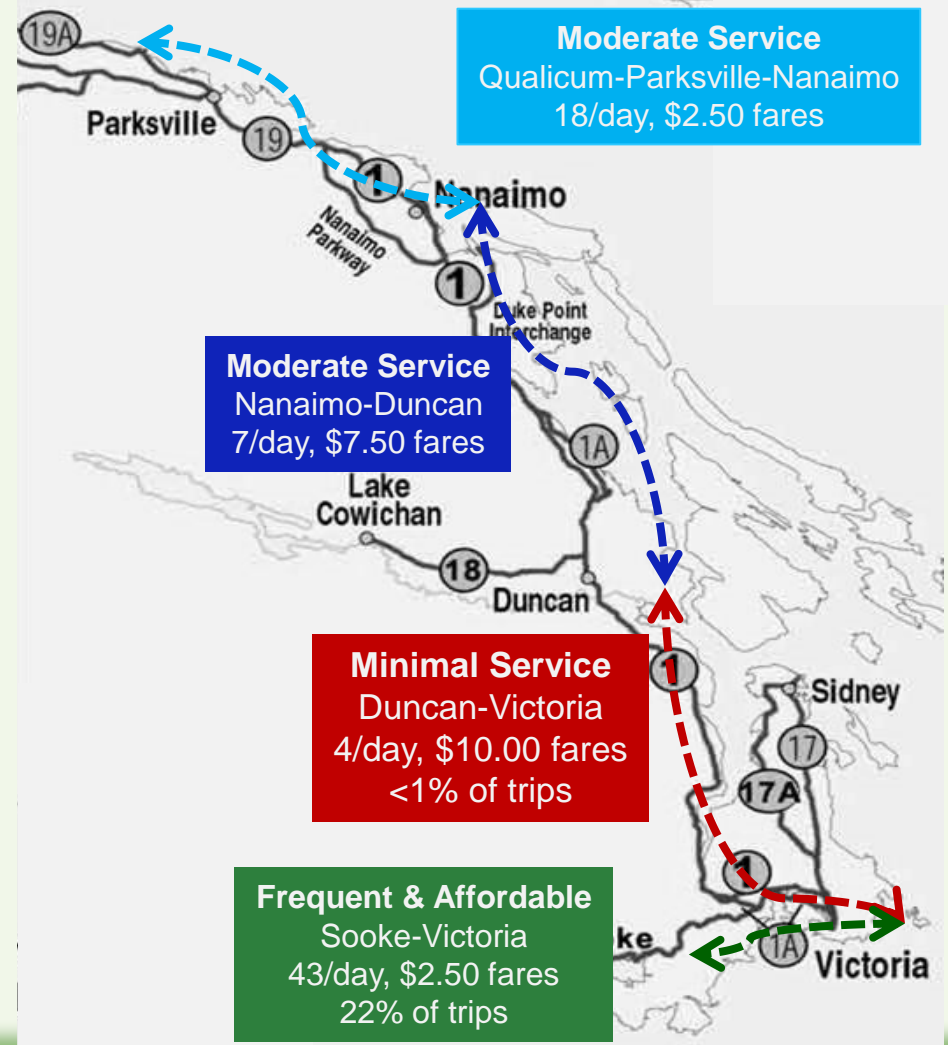 19A
Moderate Service
Qualicum-Parksville-Nanaimo
18/day, $2.50 fares
Parksville
19
1
Nanaimo
Nanaimo
Parkway
1
Duke Point
Interchange
Moderate Service
Nanaimo-Duncan
7/day, $7.50 fares
1A
Lake
Cowichan
18
Duncan
Minimal Service
Duncan-Victoria
4/day, $10.00 fares
<1% of trips
1
Sidney
17
17A
1
Frequent & Affordable
Sooke-Victoria
43/day, $2.50 fares
22% of trips
ke
1A
Victoria